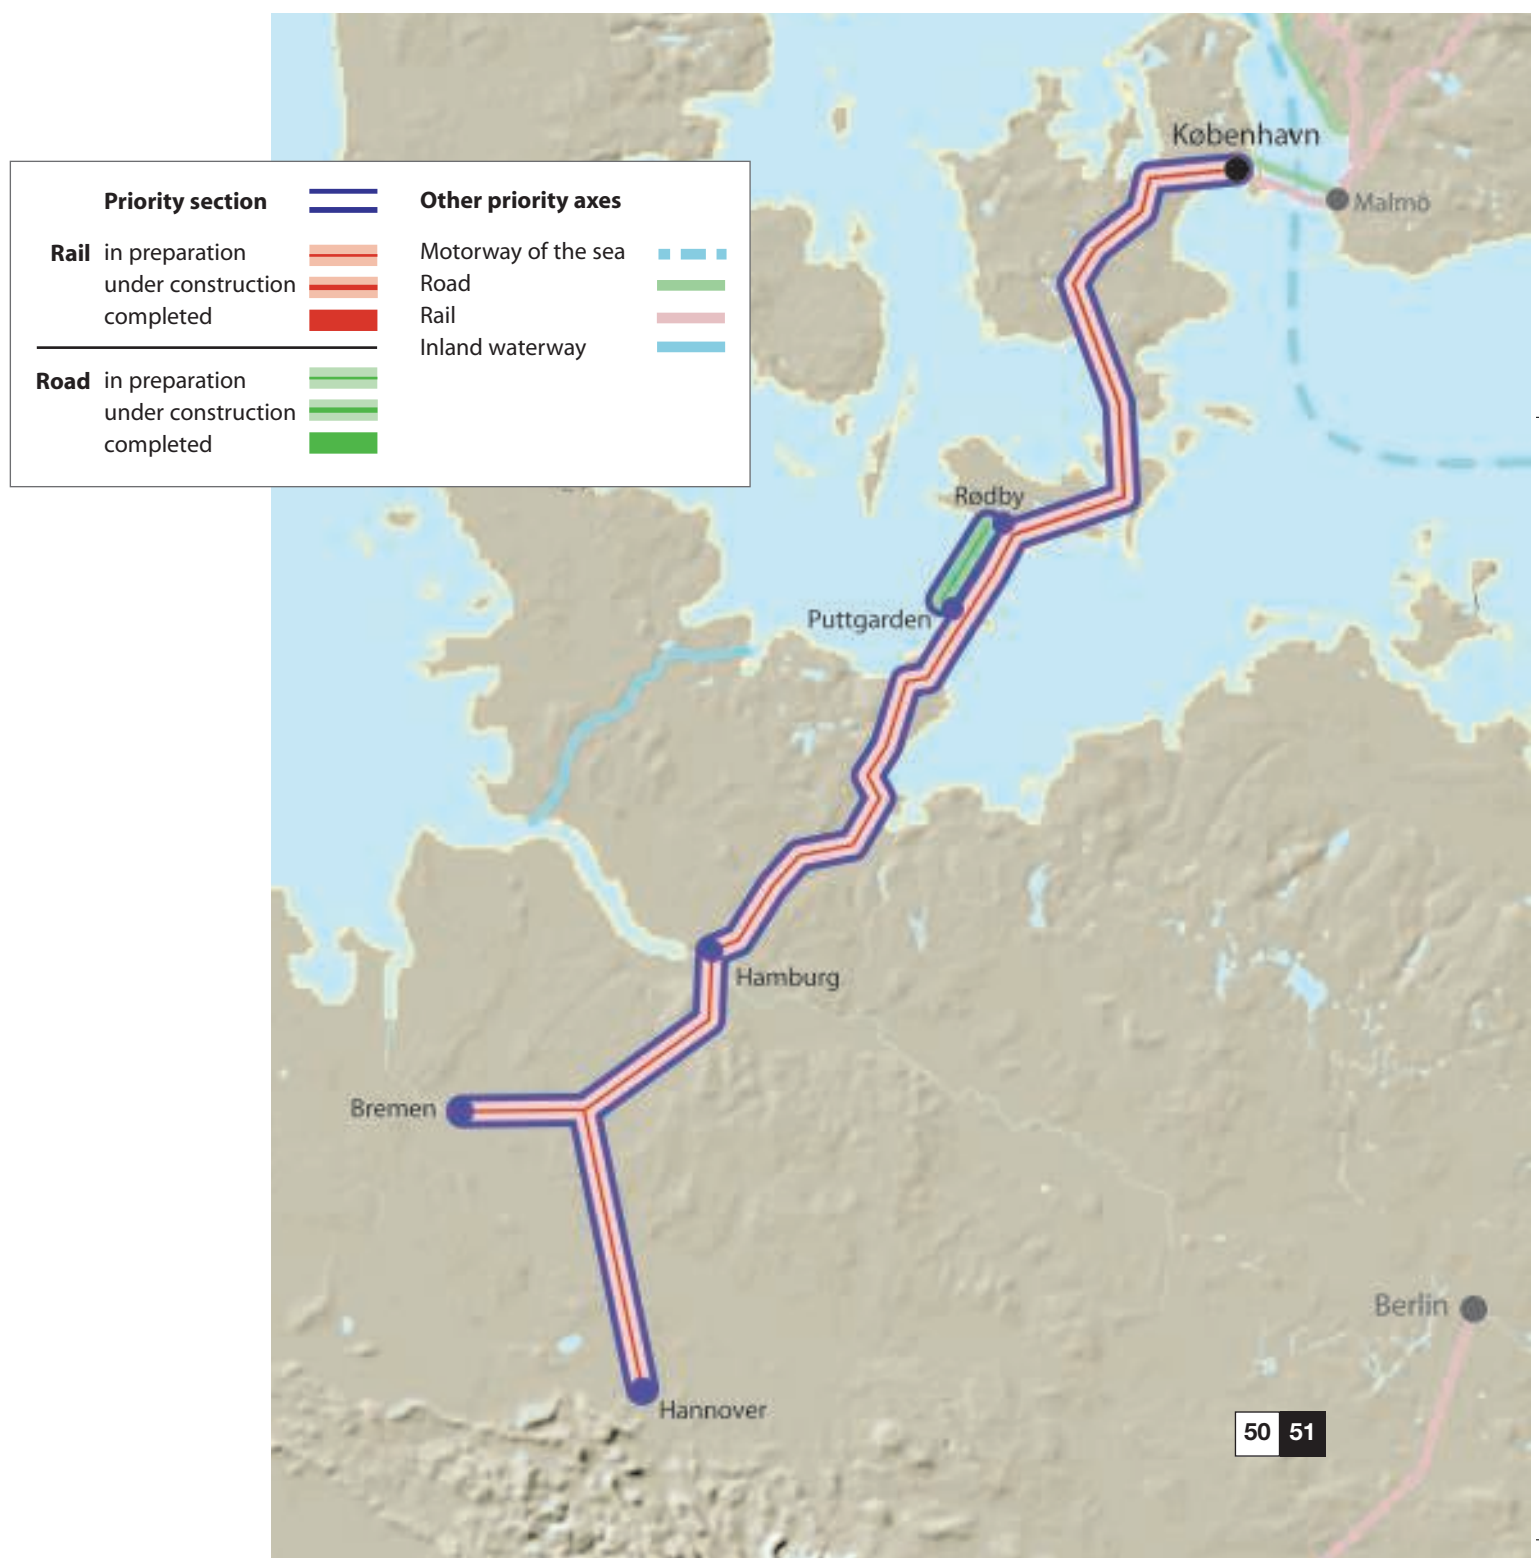 Priority section
Rail in preparation
under construction
completed
Road in preparation
under construction
completed
Other priority axes
Motorway of the sea
Road
Rail
Inland waterway
København
Malmö
Rødby
Puttgarden
Hamburg
Bremen
Berlin
Hannover
50 51